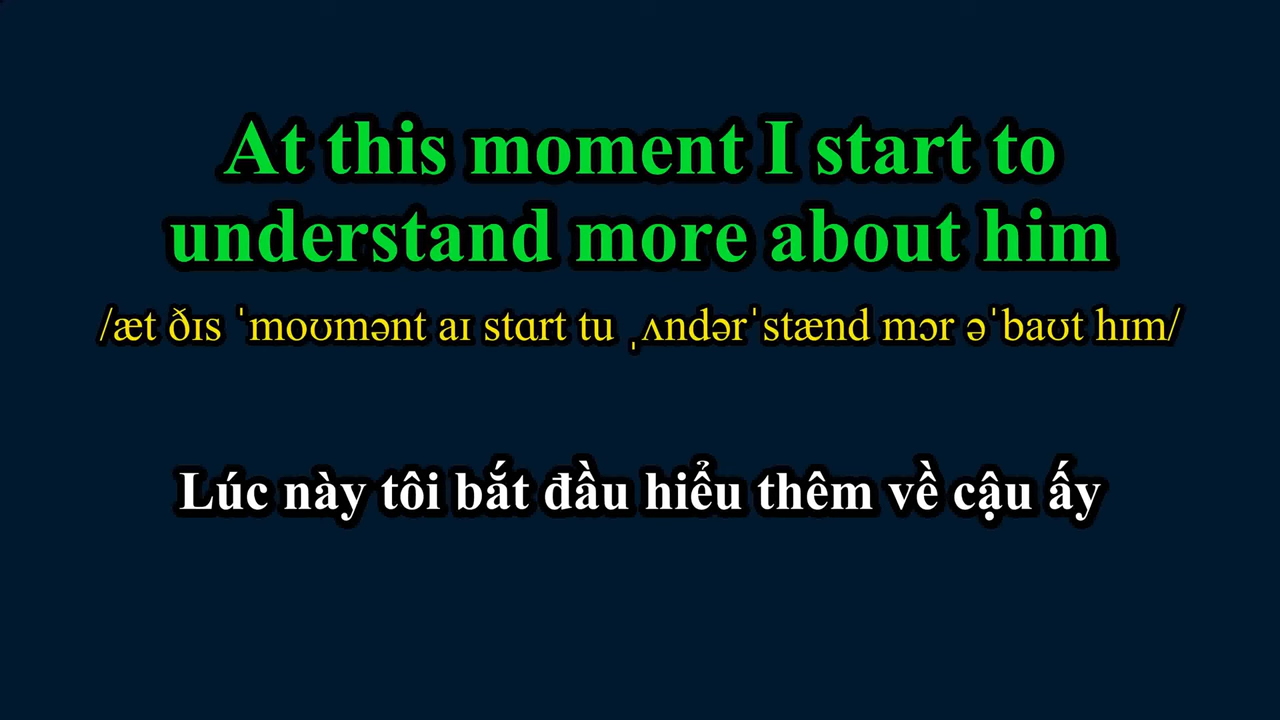 At this moment I start to
understand more about him
/æt ðɪs ˈmoʊmənt aɪ stɑrt tu ˌʌndərˈstænd mɔr əˈbaʊt hɪm/
Lúc này tôi bắt đầu hiểu thêm về cậu ấy